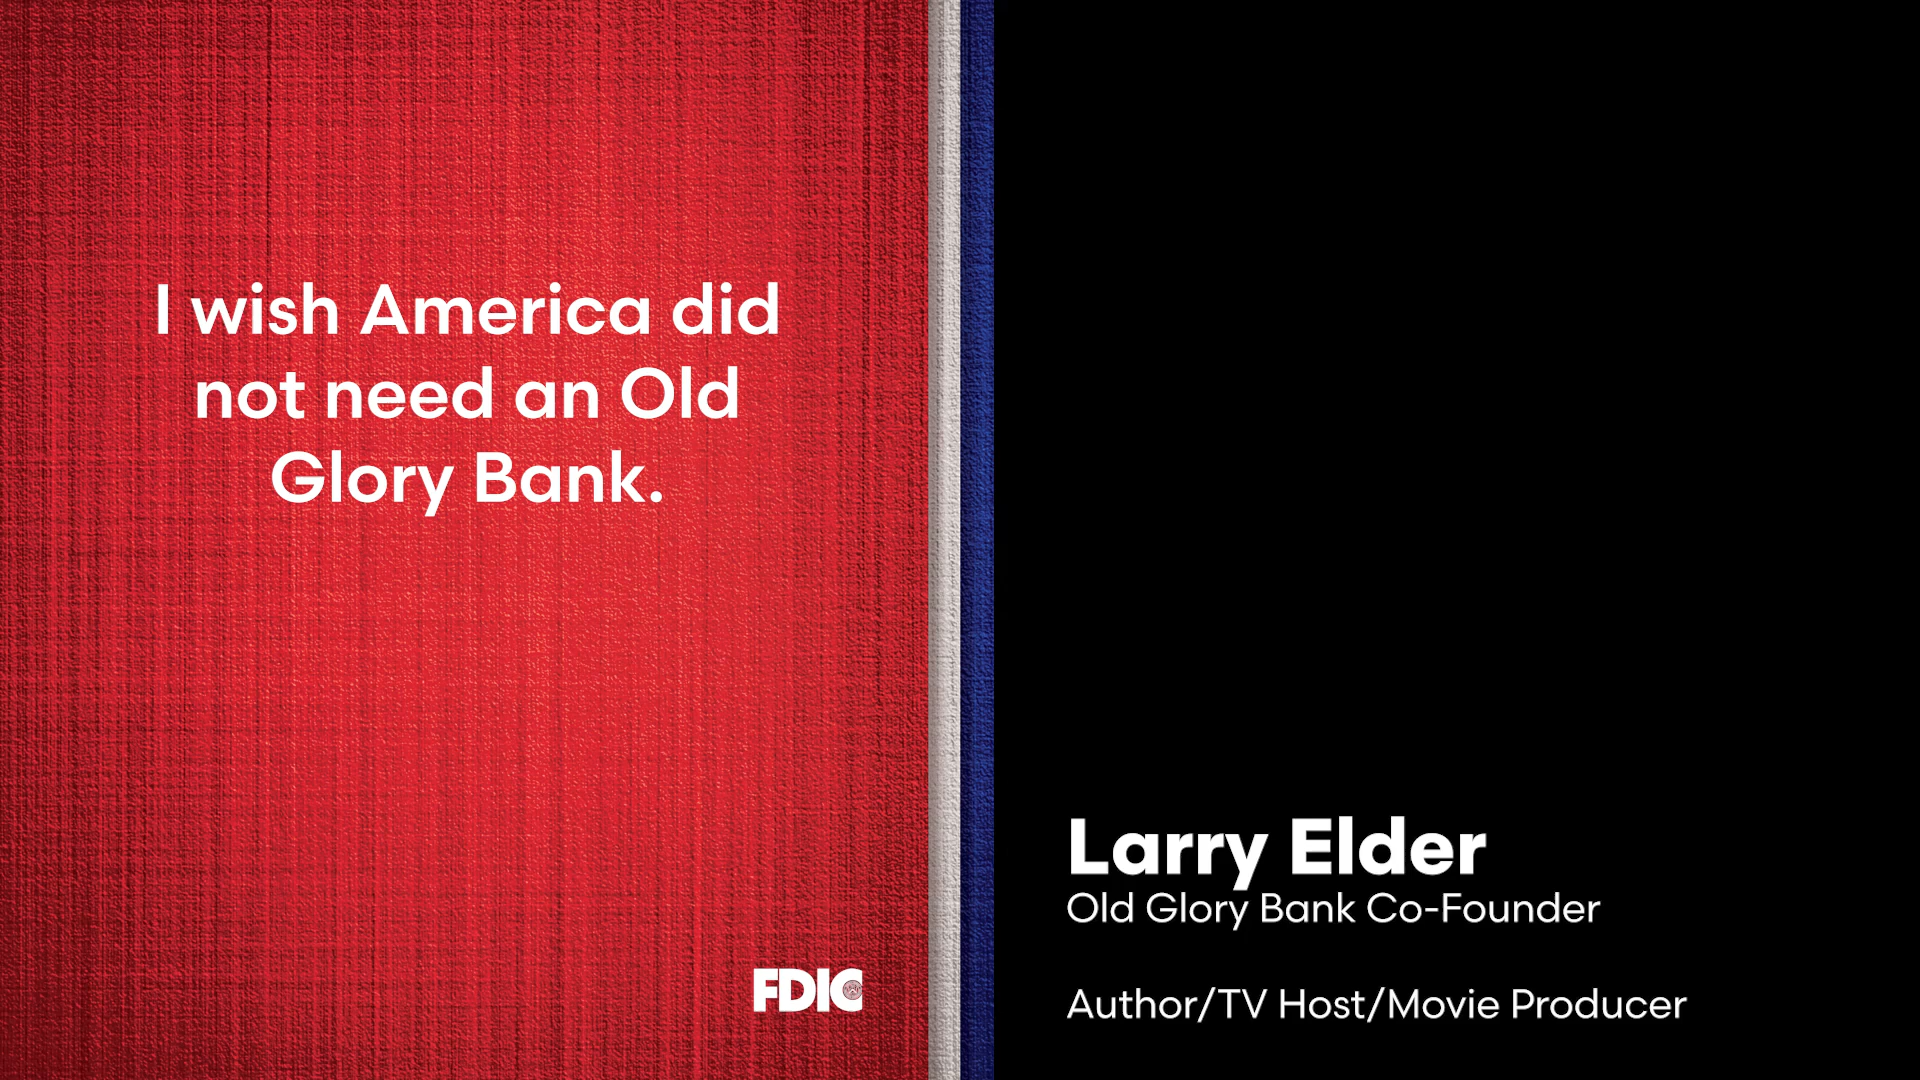 I wish America did
not need an Old
Glory Bank.
FDIC
Larry Elder
Old Glory Bank Co-Founder
Author/TV Host/Movie Producer